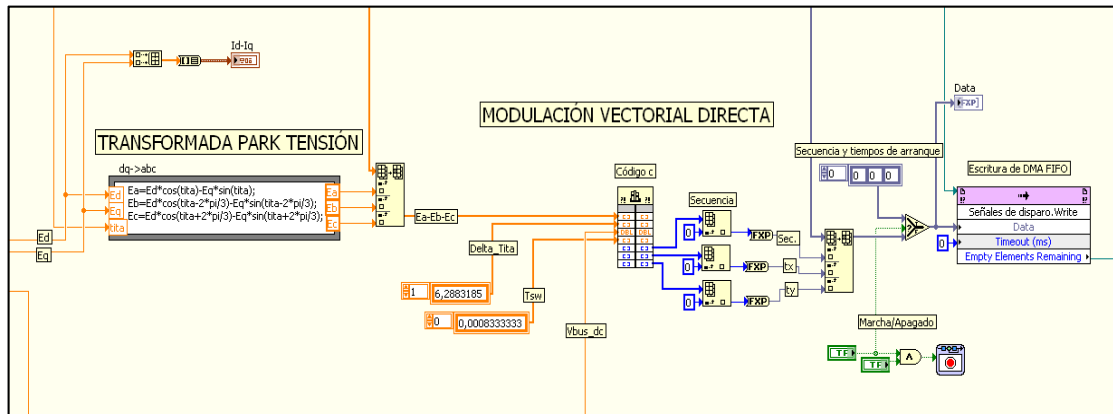 Id-Iq
TRANSFORMADA PARK TENSIÓN
MODULACIÓN VECTORIAL DIRECTA
dq->abc
Ed
Eq
tita
Ea=Ed*cos(tita)-Eq*sin(tita);
Eb=Ed*cos(tita-2*pi/3)-Eq*sin(tita-2*pi/3);
Ec=Ed*cos(tita+2*pi/3)-Eq*sin(tita+2*pi/3);
Ea
Eb
Ec
Ed
Eq
Ea-Eb-Ec
Delta_Tita
1
6,2883185
Tsw
0
0,0008333333
Vbus_dc
Código c
DBL
Secuencia
0
0
0
FXP
FXP
FXP
Sec.
tx
ty
Secuencia y tiempos de arranque
0
0
0
0
Data
FXP
Escritura de DMA FIFO
Señales de disparo.Write
Data
0
Timeout (ms)
Empty Elements Remaining
Marcha/Apagado
TF
TF